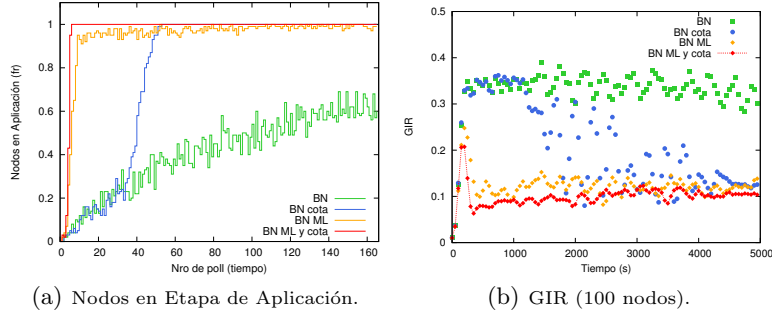 1
0.8
0.6
0.4
0.2
0
Nodos en Aplicación (fr)
0 20 40 60 80 100 120 140 160
Nro de poll (tiempo)
BN
BN cota
BN ML
BN ML y cota
(a) Nodos en Etapa de Aplicación.
BN
BN cota
BN ML
BN ML y cota
0.5
0.4
0.3
0.2
0.1
0
GIR
0 1000 2000 3000 4000 5000
Tiempo (s)
(b) GIR (100 nodos).